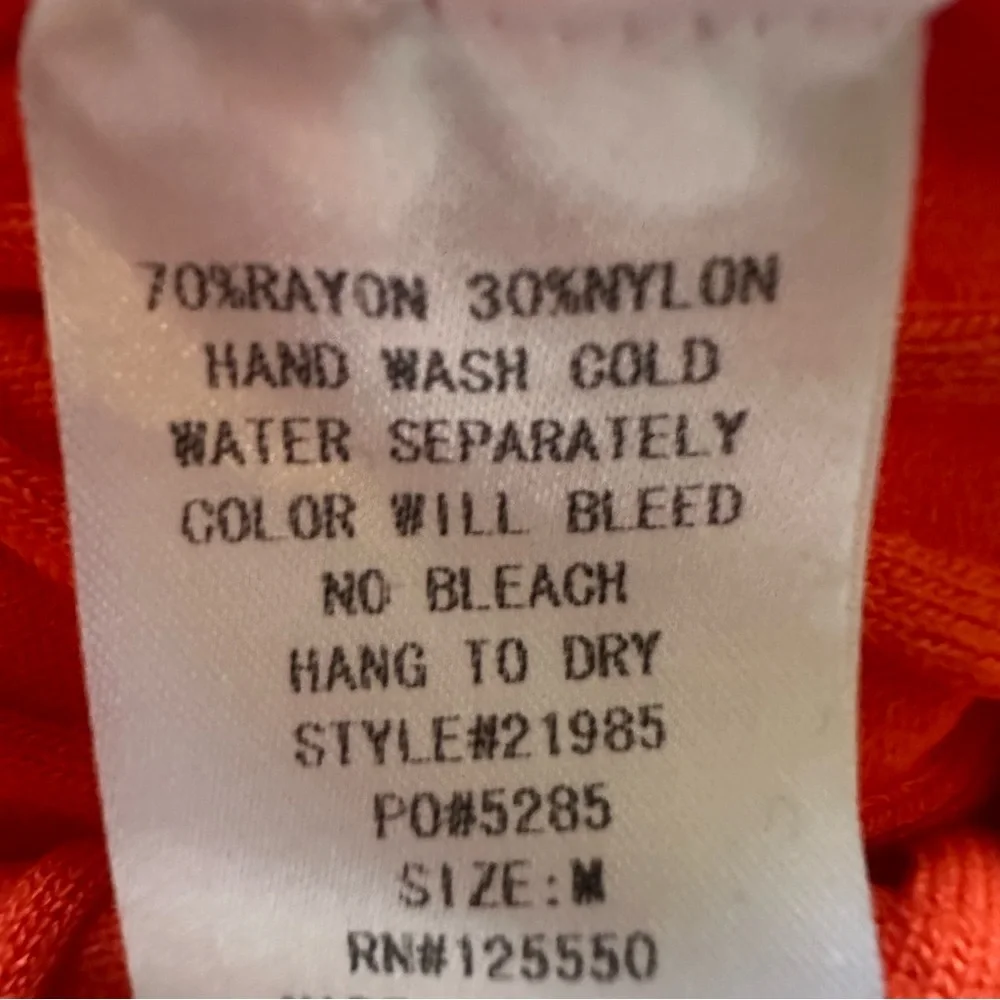 70%RAYON 30%NYLON
HAND WASH COLD
WATER SEPARATELY
COLOR WILL BLEED
NO BLEACH
HANG TO DRY
STYLE#21985
PO#5285
SIZE:M
RN#125550